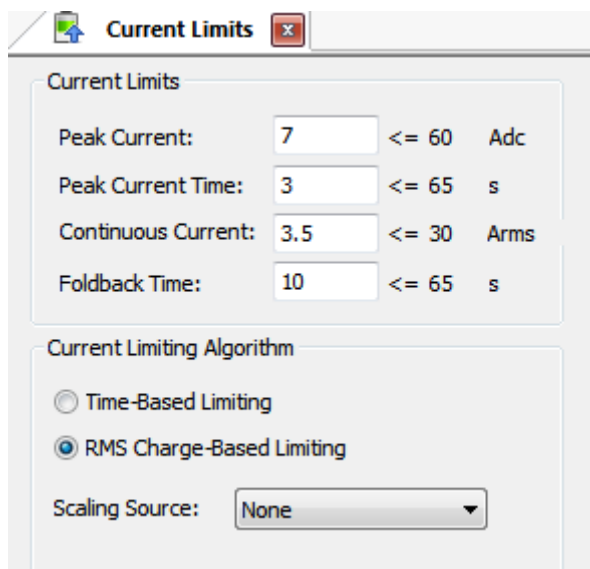 Current Limits x
Current Limits
Peak Current: 7 <= 60 Adc
Peak Current Time: 3 <= 65 s
Continuous Current: 3.5 <= 30 Arms
Foldback Time: 10 <= 65 s
Current Limiting Algorithm
Time-Based Limiting
RMS Charge-Based Limiting
Scaling Source: None